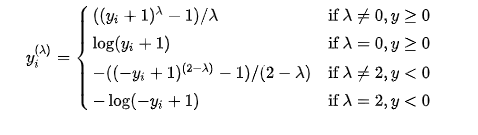 ((y_i + 1)^λ − 1)/λ if λ ≠ 0, y ≥ 0
log(y_i + 1) if λ = 0, y ≥ 0
y_i^(λ) = {
−((−y_i + 1)^(2−λ) − 1)/(2 − λ) if λ ≠ 2, y < 0
− log(−y_i + 1) if λ = 2, y < 0